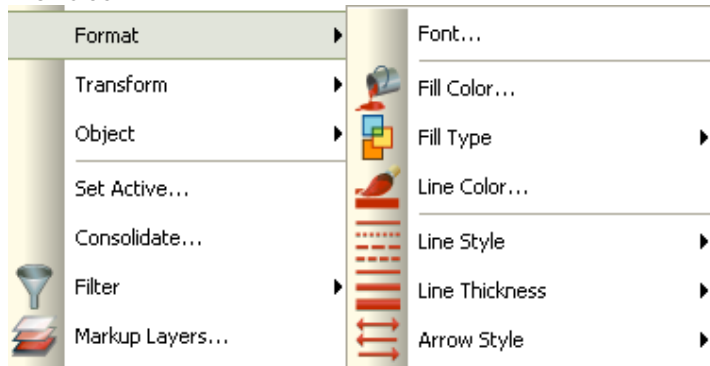 Format
Transform
Object
Set Active...
Consolidate...
Filter
Markup Layers...
Font...
Fill Color...
Fill Type
Line Color...
Line Style
Line Thickness
Arrow Style